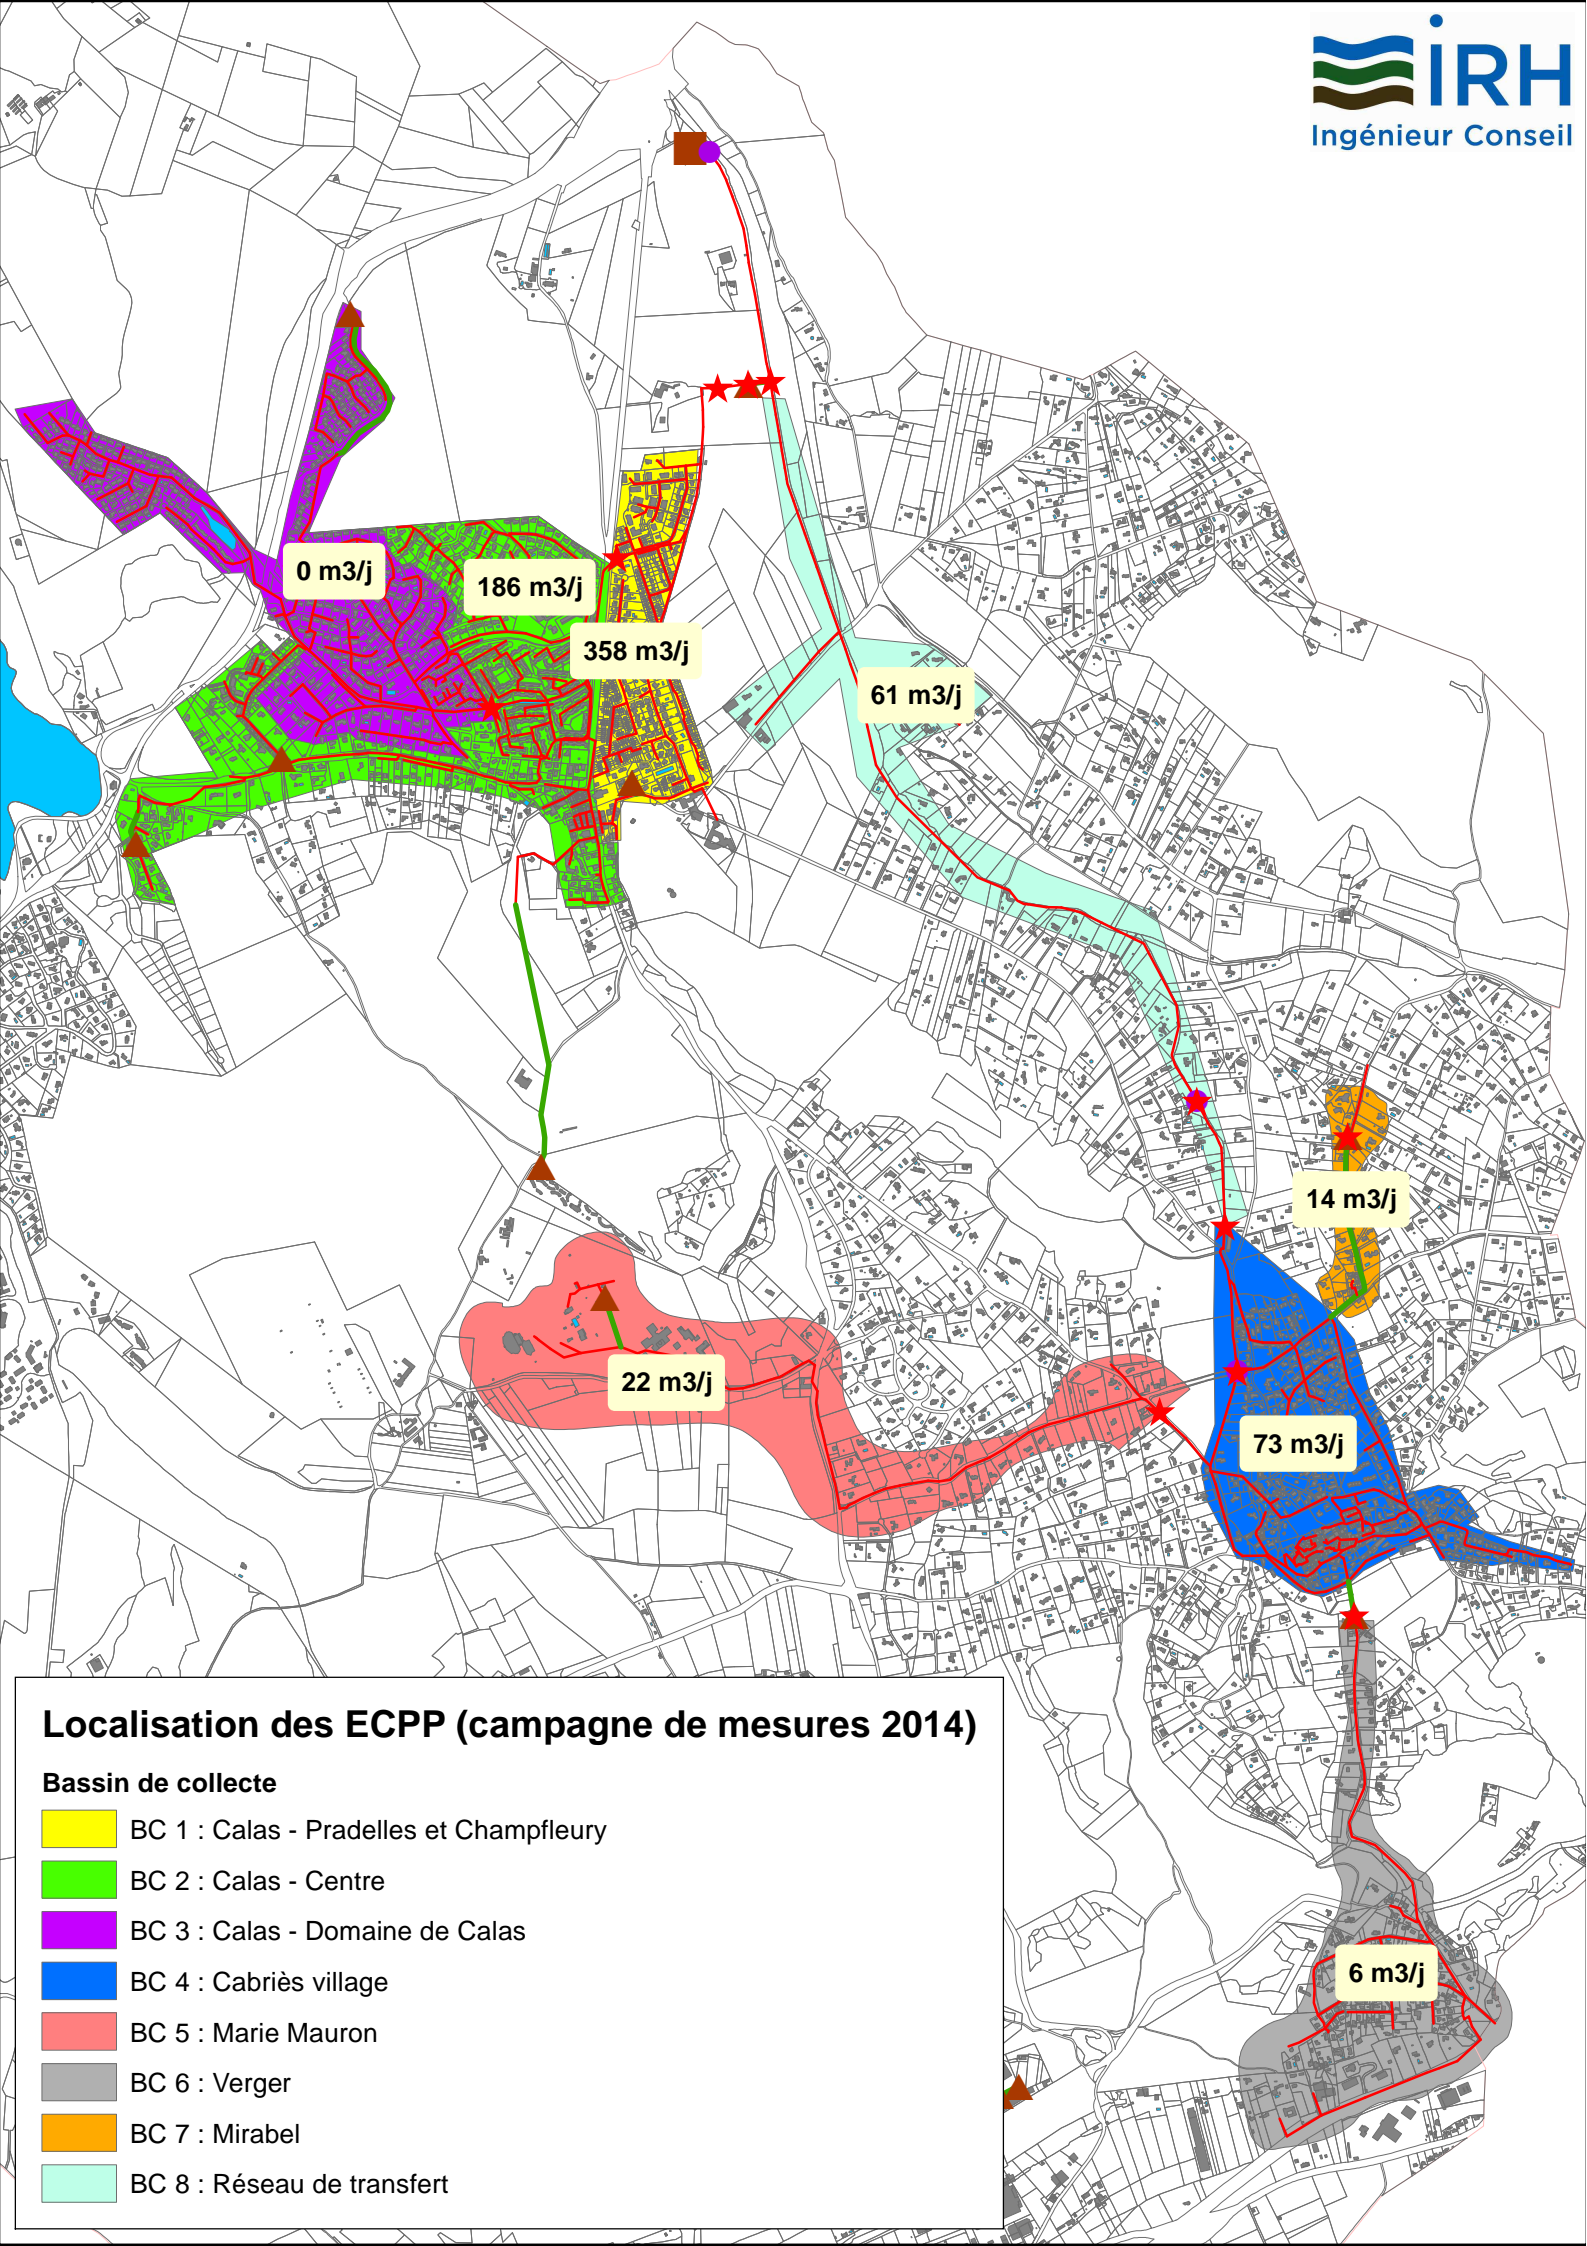 iRH
Ingénieur Conseil
0 m3/j
186 m3/j
358 m3/j
61 m3/j
14 m3/j
22 m3/j
73 m3/j
6 m3/j
Localisation des ECPP (campagne de mesures 2014)
Bassin de collecte
BC 1 : Calas - Pradelles et Champfleury
BC 2 : Calas - Centre
BC 3 : Calas - Domaine de Calas
BC 4 : Cabriès village
BC 5 : Marie Mauron
BC 6 : Verger
BC 7 : Mirabel
BC 8 : Réseau de transfert